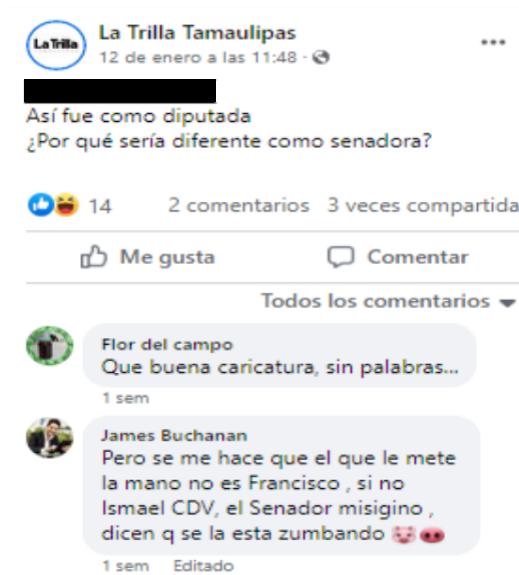 La Trilla
La Trilla Tamaulipas
12 de enero a las 11:48 ·
Así fue como diputada
¿Por qué sería diferente como senadora?
14 2 comentarios 3 veces compartida
Me gusta Comentar
Todos los comentarios
Flor del campo
Que buena caricatura, sin palabras...
1 sem
James Buchanan
Pero se me hace que el que le mete
la mano no es Francisco , si no
Ismael CDV, el Senador misigino ,
dicen q se la esta zumbando 🐷🐽
1 sem Editado